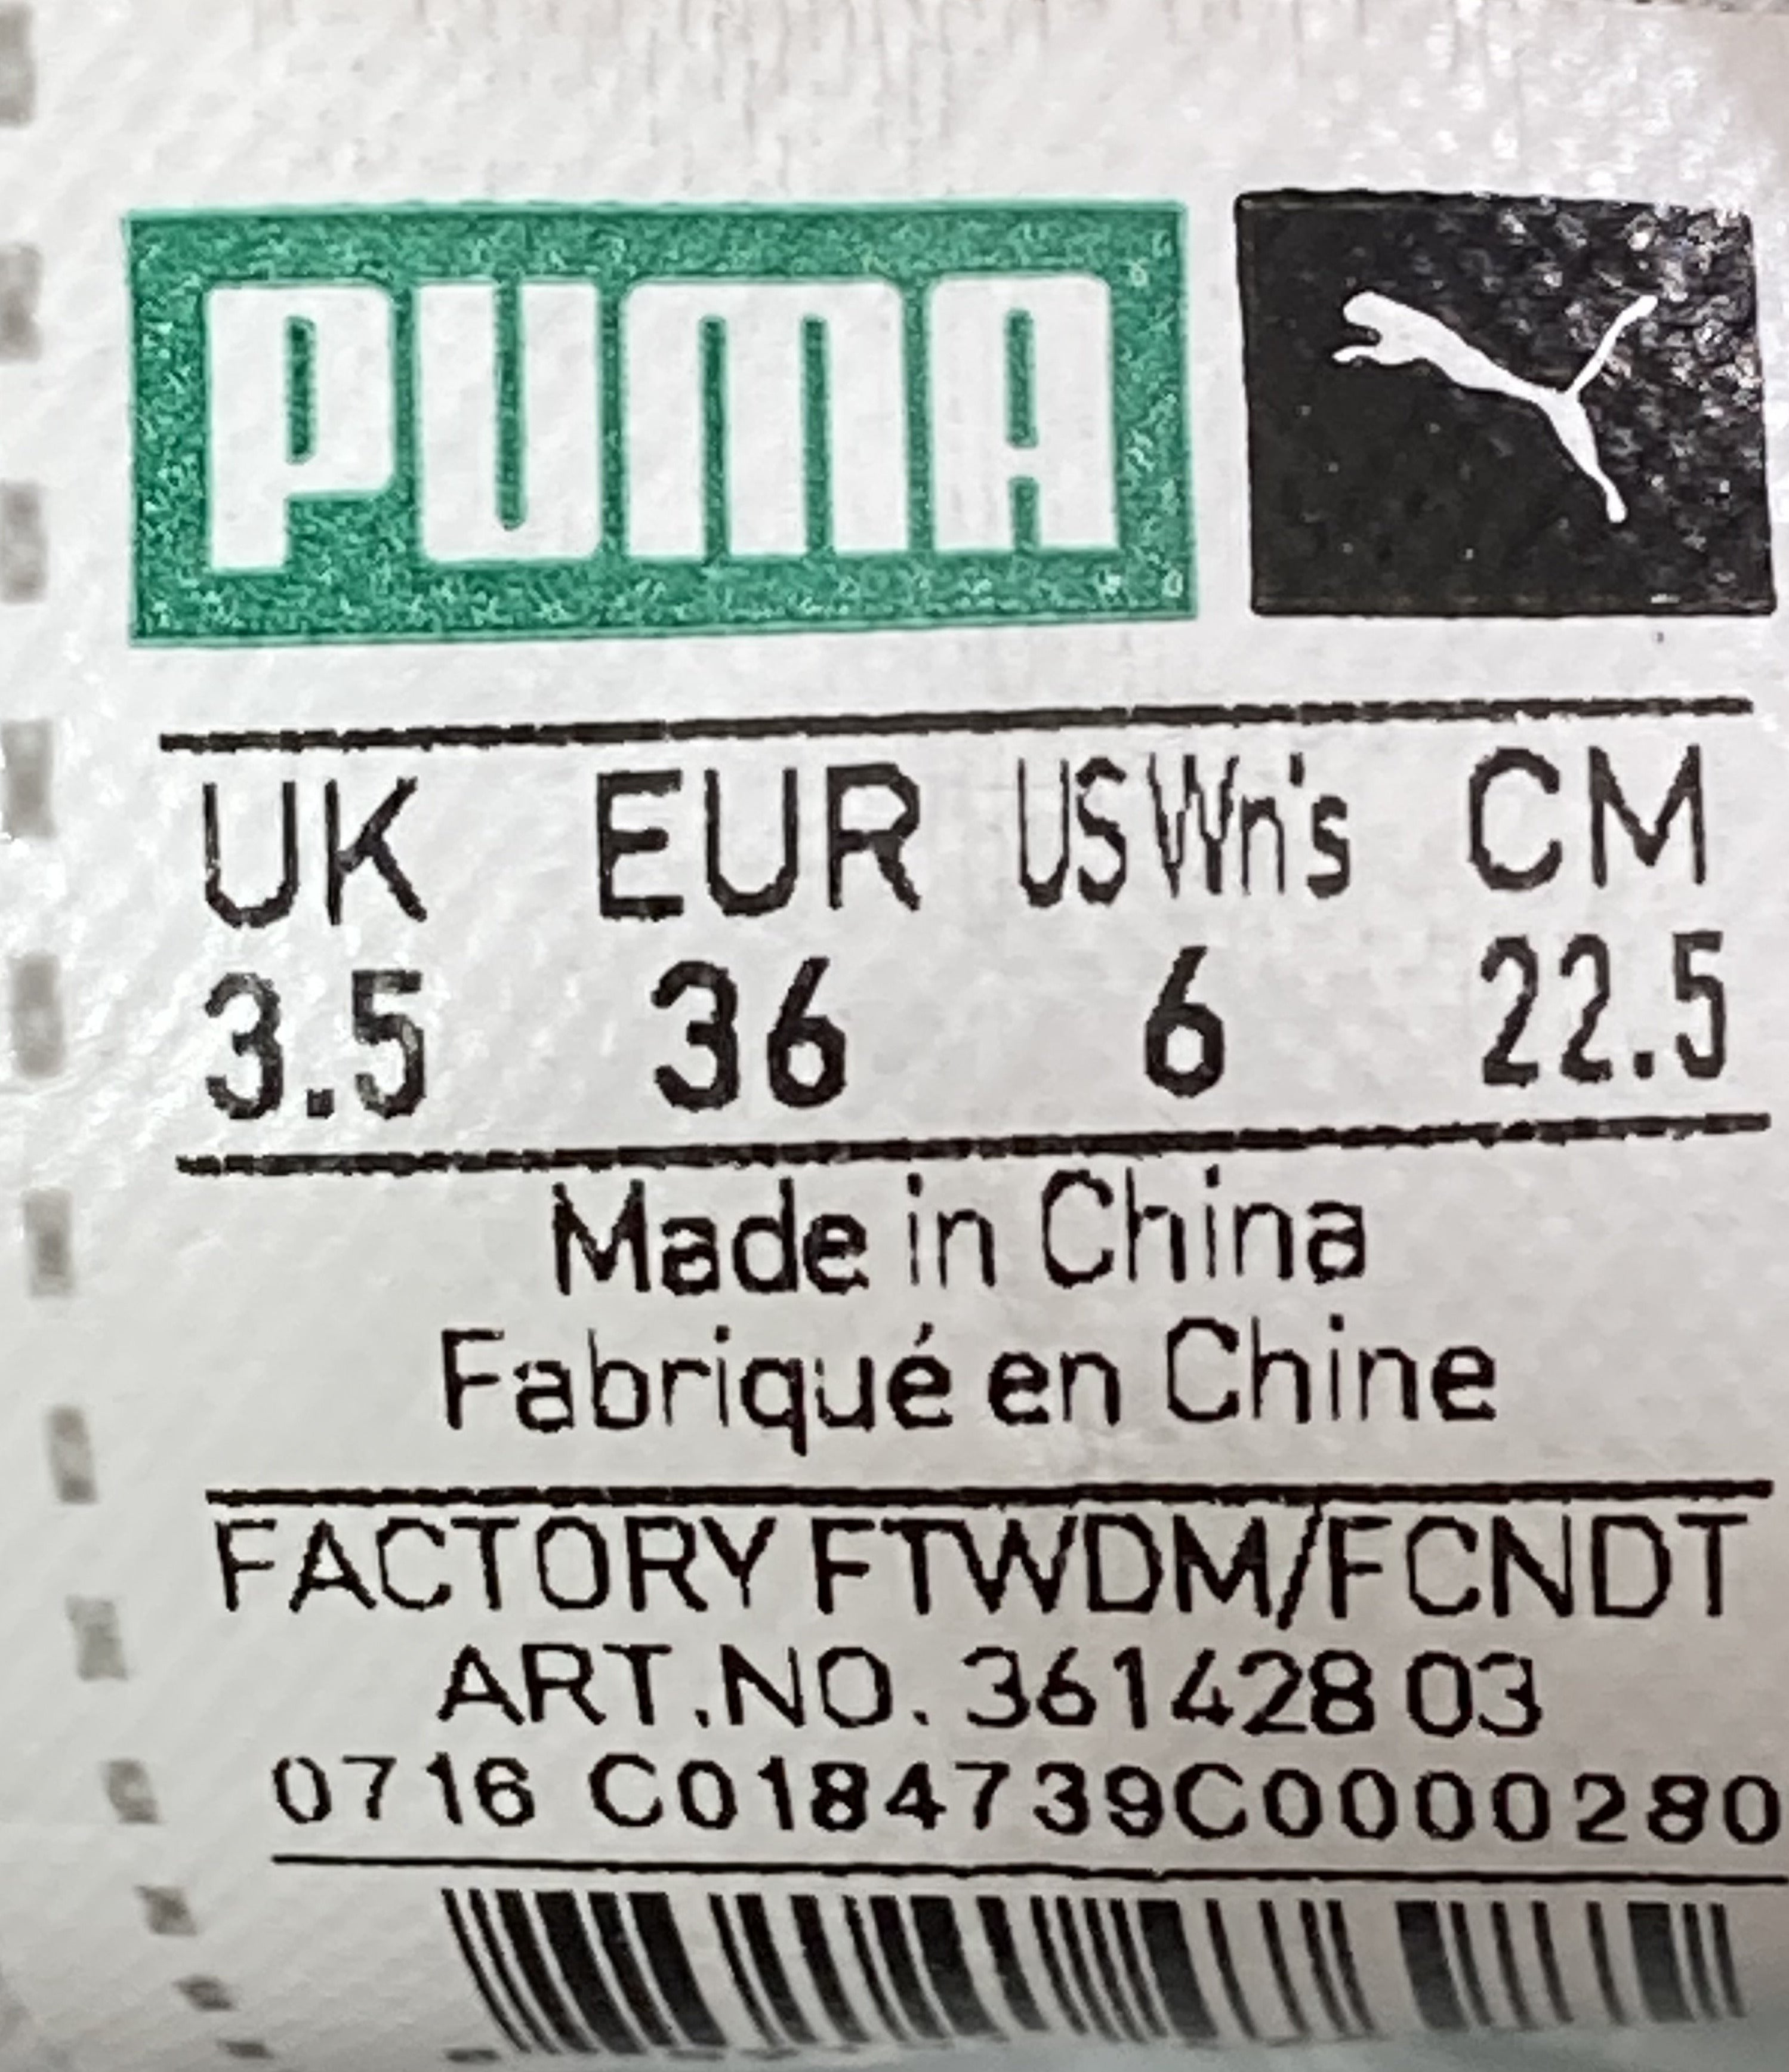 PUMA
UK EUR US Wn's CM
3.5 36 6 22.5
Made in China
Fabriqué en Chine
FACTORY FTWDM/FCNDT
ART.NO. 361428 03
0716 C0184739C0000280